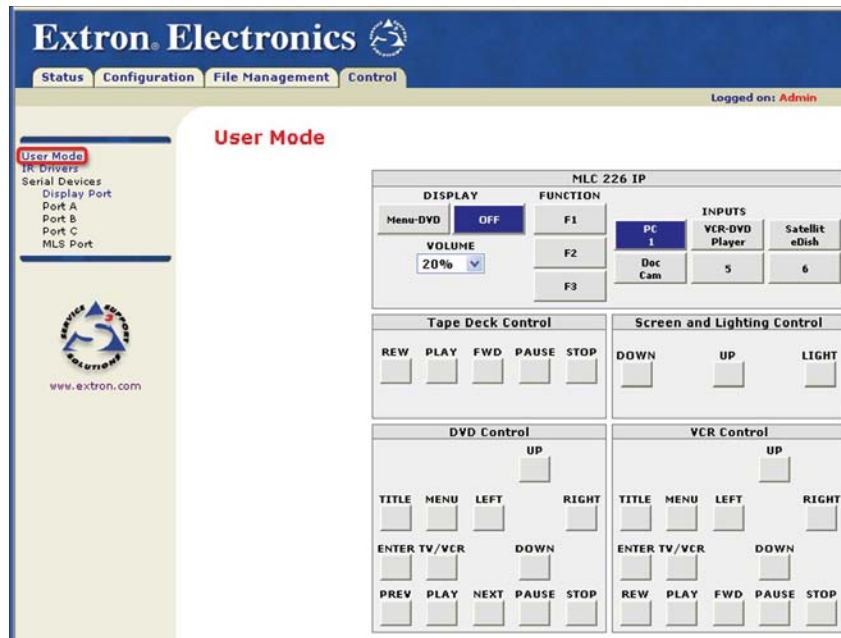 Extron® Electronics
Status Configuration File Management Control
Logged on: Admin
User Mode
IR Drivers
Serial Devices
Display Port
Port A
Port B
Port C
MLS Port
SERVICE SUPPORT SOLUTIONS
S3
www.extron.com
User Mode
MLC 226 IP
DISPLAY
Menu-DVD OFF
VOLUME
20%
FUNCTION
F1
F2
F3
INPUTS
PC 1
VCR-DVD Player
Satellit eDish
Doc Cam
5
6
Tape Deck Control
REW PLAY FWD PAUSE STOP
Screen and Lighting Control
DOWN UP LIGHT
DVD Control
UP
TITLE MENU LEFT RIGHT
ENTER TV/VCR DOWN
PREV PLAY NEXT PAUSE STOP
VCR Control
UP
TITLE MENU LEFT RIGHT
ENTER TV/VCR DOWN
REW PLAY FWD PAUSE STOP